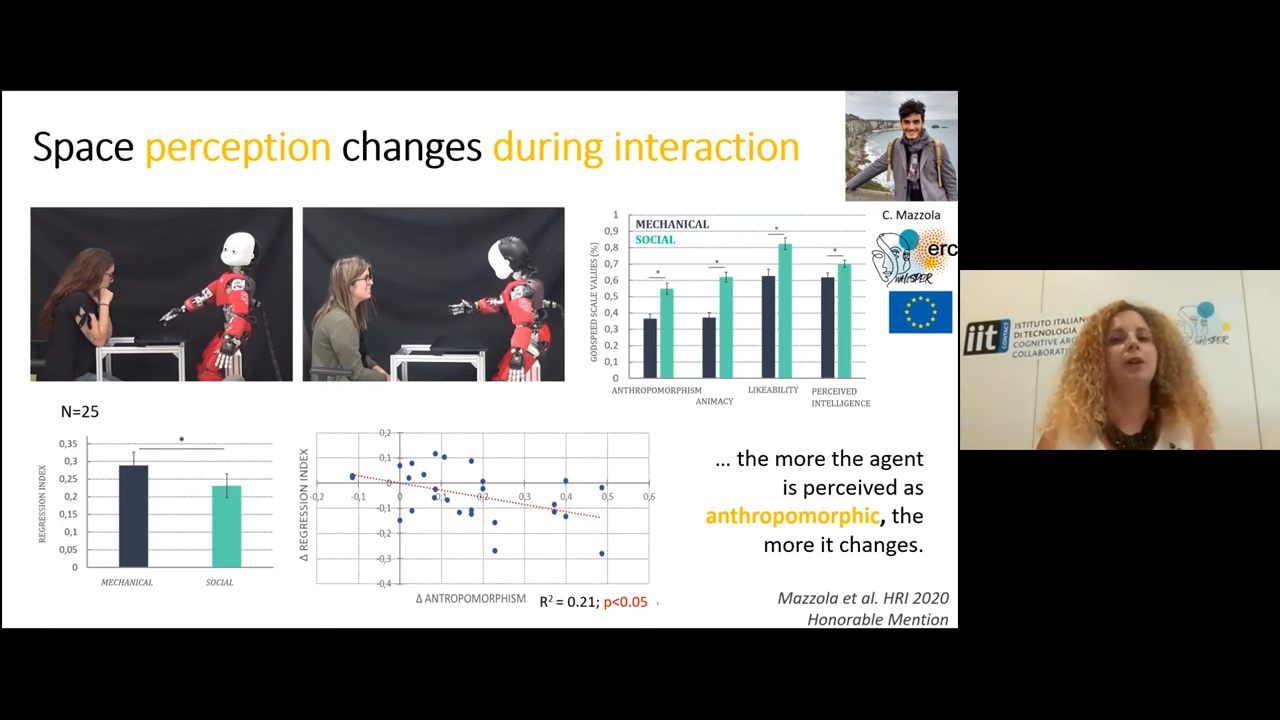 Space perception changes during interaction
C. Mazzola
erc
WHISPER
N=25
MECHANICAL
SOCIAL
GODSPEED SCALE VALUES (%)
1
0,9
0,8
0,7
0,6
0,5
0,4
0,3
0,2
0,1
0
*
*
*
*
ANTHROPOMORPHISM
ANIMACY
LIKEABILITY
PERCEIVED
INTELLIGENCE
REGRESSION INDEX
0,35
0,3
0,25
0,2
0,15
0,1
0,05
0
*
MECHANICAL
SOCIAL
Δ REGRESSION INDEX
0,2
0,1
0
-0,1
-0,2
-0,3
-0,4
-0,2
-0,1
0
0,1
0,2
0,3
0,4
0,5
0,6
Δ ANTROPOMORPHISM
R² = 0.21; p<0.05
... the more the agent
is perceived as
anthropomorphic, the
more it changes.
Mazzola et al. HRI 2020
Honorable Mention
iit
CONTACT
ISTITUTO ITALIANO
DI TECNOLOGIA
COGNITIVE ARC
COLLABORATI